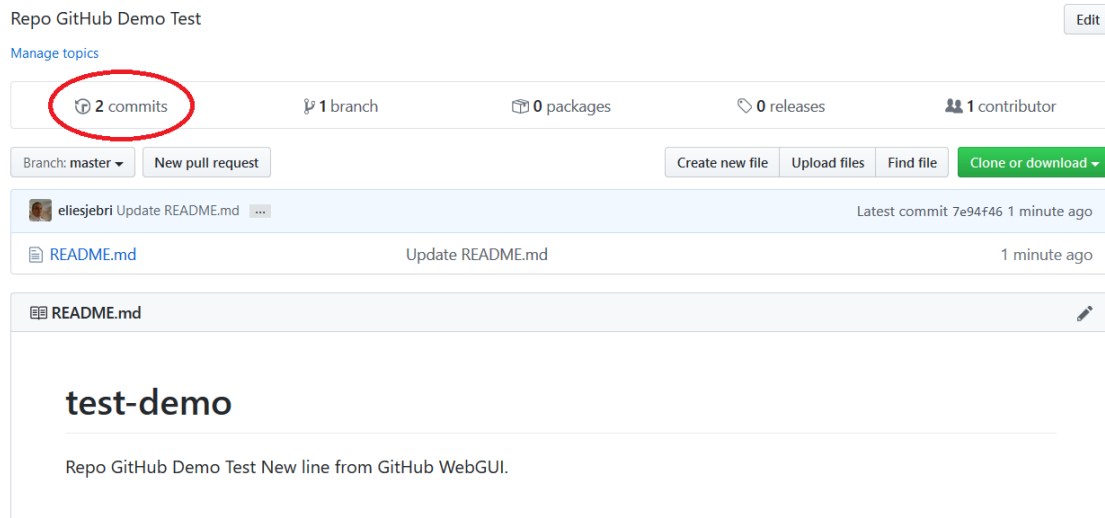 Repo GitHub Demo Test
Edit
Manage topics
2 commits
1 branch
0 packages
0 releases
1 contributor
Branch: master
New pull request
Create new file
Upload files
Find file
Clone or download
eliesjebri Update README.md ...
Latest commit 7e94f46 1 minute ago
README.md
Update README.md
1 minute ago
README.md
test-demo
Repo GitHub Demo Test New line from GitHub WebGUI.